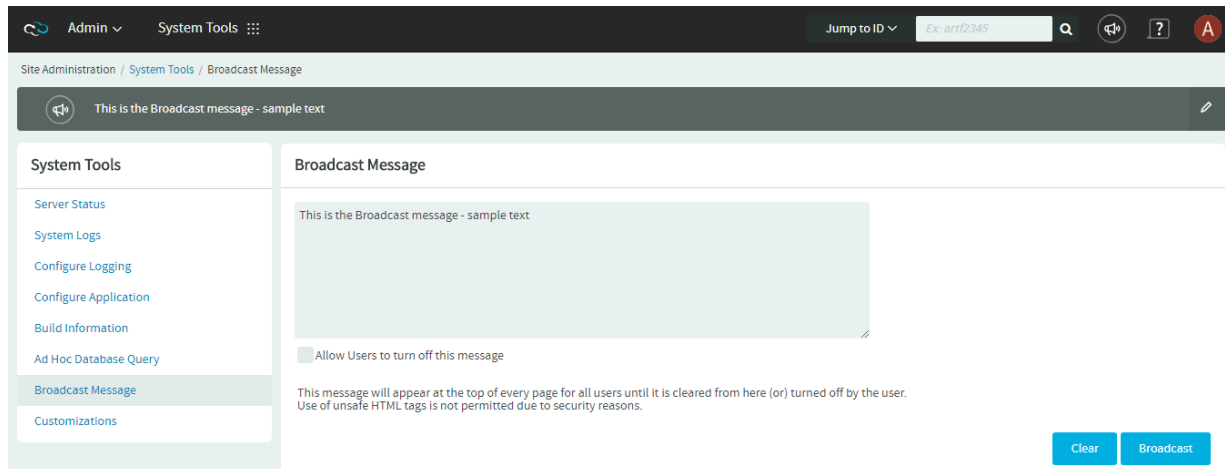 Admin
System Tools
Jump to ID
Ex: artf2345
?
A
Site Administration / System Tools / Broadcast Message
This is the Broadcast message - sample text
System Tools
Server Status
System Logs
Configure Logging
Configure Application
Build Information
Ad Hoc Database Query
Broadcast Message
Customizations
Broadcast Message
This is the Broadcast message - sample text
Allow Users to turn off this message
This message will appear at the top of every page for all users until it is cleared from here (or) turned off by the user.
Use of unsafe HTML tags is not permitted due to security reasons.
Clear
Broadcast